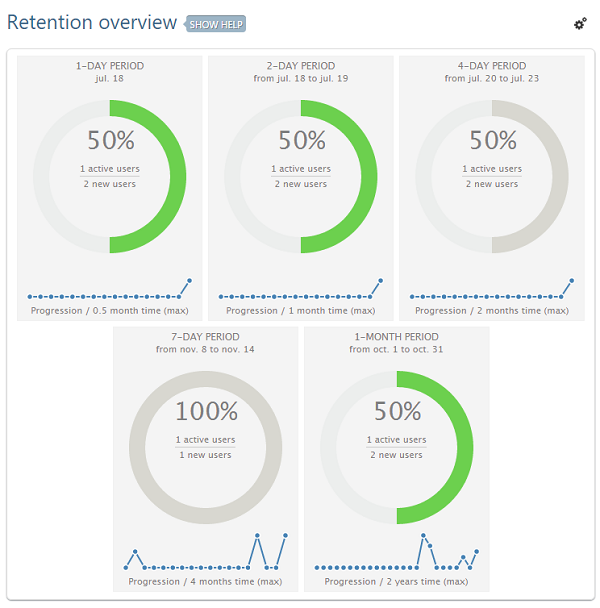 Retention overview SHOW HELP
1-DAY PERIOD
jul. 18
50%
1 active users
2 new users
Progression / 0.5 month time (max)
2-DAY PERIOD
from jul. 18 to jul. 19
50%
1 active users
2 new users
Progression / 1 month time (max)
4-DAY PERIOD
from jul. 20 to jul. 23
50%
1 active users
2 new users
Progression / 2 months time (max)
7-DAY PERIOD
from nov. 8 to nov. 14
100%
1 active users
1 new users
Progression / 4 months time (max)
1-MONTH PERIOD
from oct. 1 to oct. 31
50%
1 active users
2 new users
Progression / 2 years time (max)